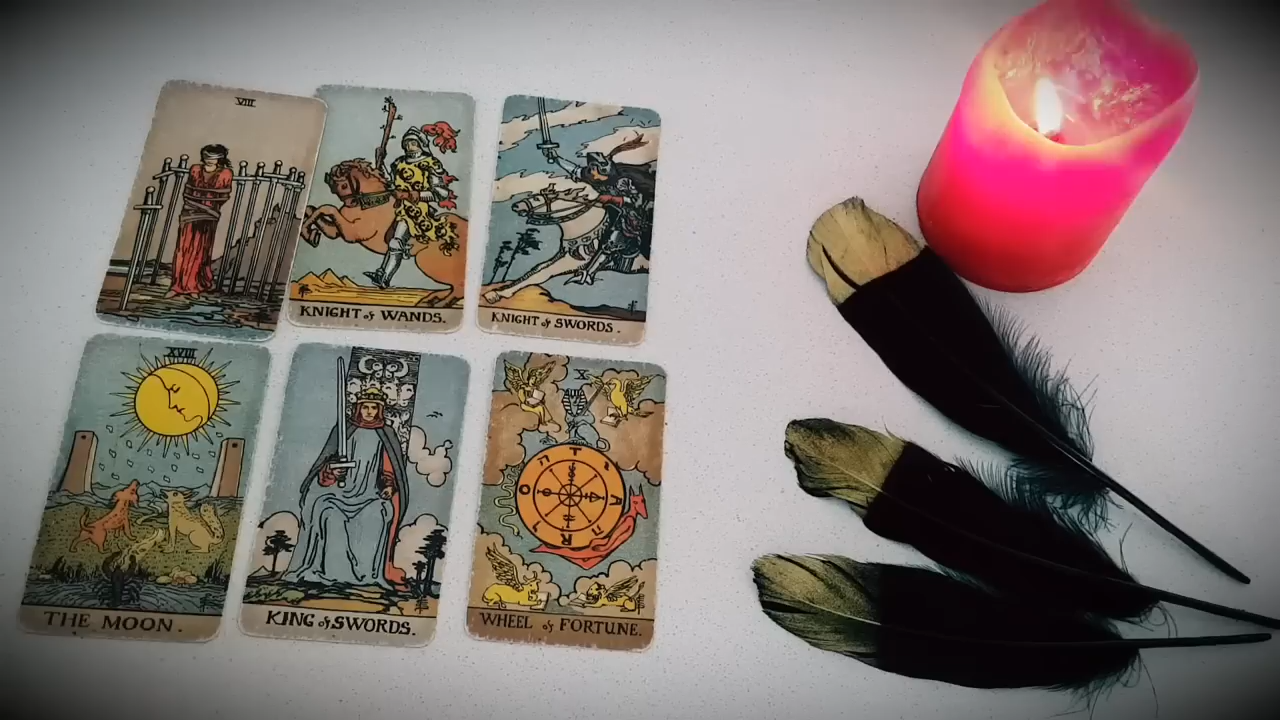 VIII
KNIGHT of WANDS.
KNIGHT of SWORDS.
XVIII
THE MOON.
KING of SWORDS.
X
WHEEL of FORTUNE.